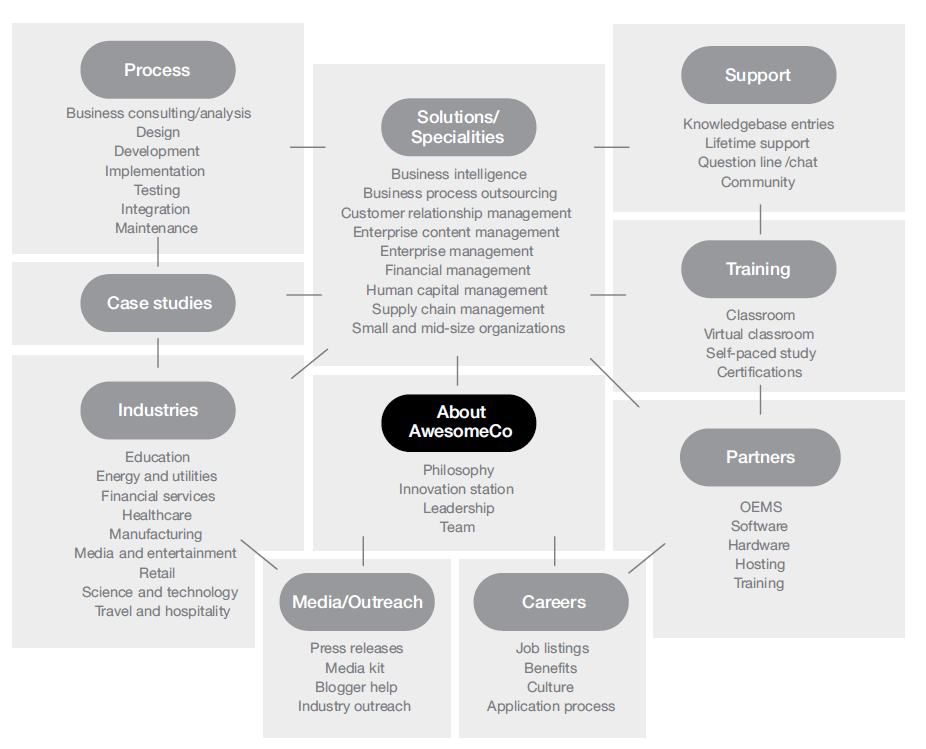 Process
Business consulting/analysis
Design
Development
Implementation
Testing
Integration
Maintenance
Case studies
Industries
Education
Energy and utilities
Financial services
Healthcare
Manufacturing
Media and entertainment
Retail
Science and technology
Travel and hospitality
Solutions/
Specialities
Business intelligence
Business process outsourcing
Customer relationship management
Enterprise content management
Enterprise management
Financial management
Human capital management
Supply chain management
Small and mid-size organizations
About
AwesomeCo
Philosophy
Innovation station
Leadership
Team
Media/Outreach
Press releases
Media kit
Blogger help
Industry outreach
Careers
Job listings
Benefits
Culture
Application process
Support
Knowledgebase entries
Lifetime support
Question line /chat
Community
Training
Classroom
Virtual classroom
Self-paced study
Certifications
Partners
OEMS
Software
Hardware
Hosting
Training